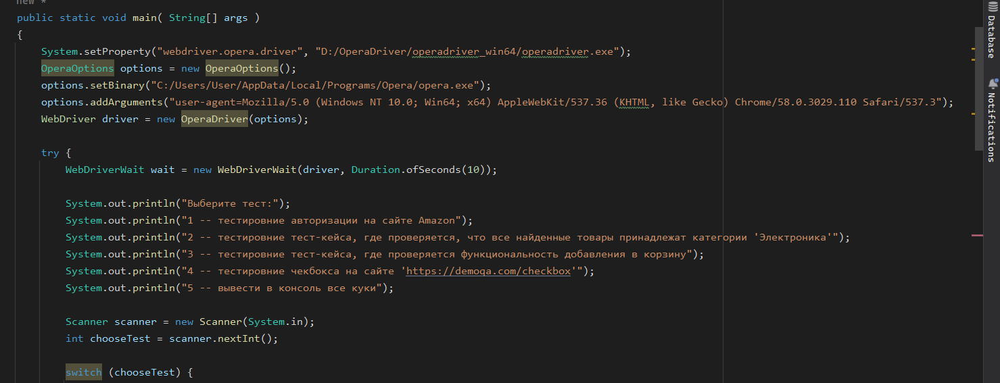 new *
public static void main( String[] args )
{
System.setProperty("webdriver.opera.driver", "D:/OperaDriver/operadriver_win64/operadriver.exe");
OperaOptions options = new OperaOptions();
options.setBinary("C:/Users/User/AppData/Local/Programs/Opera/opera.exe");
options.addArguments("user-agent=Mozilla/5.0 (Windows NT 10.0; Win64; x64) AppleWebKit/537.36 (KHTML, like Gecko) Chrome/58.0.3029.110 Safari/537.3");
WebDriver driver = new OperaDriver(options);
try {
WebDriverWait wait = new WebDriverWait(driver, Duration.ofSeconds(10));
System.out.println("Выберите тест:");
System.out.println("1 -- тестировние авторизации на сайте Amazon");
System.out.println("2 -- тестировние тест-кейса, где проверяется, что все найденные товары принадлежат категории 'Электроника'");
System.out.println("3 -- тестировние тест-кейса, где проверяется функциональность добавления в корзину");
System.out.println("4 -- тестировние чекбокса на сайте 'https://demoqa.com/checkbox'");
System.out.println("5 -- вывести в консоль все куки");
Scanner scanner = new Scanner(System.in);
int chooseTest = scanner.nextInt();
switch (chooseTest) {
Database
Notifications